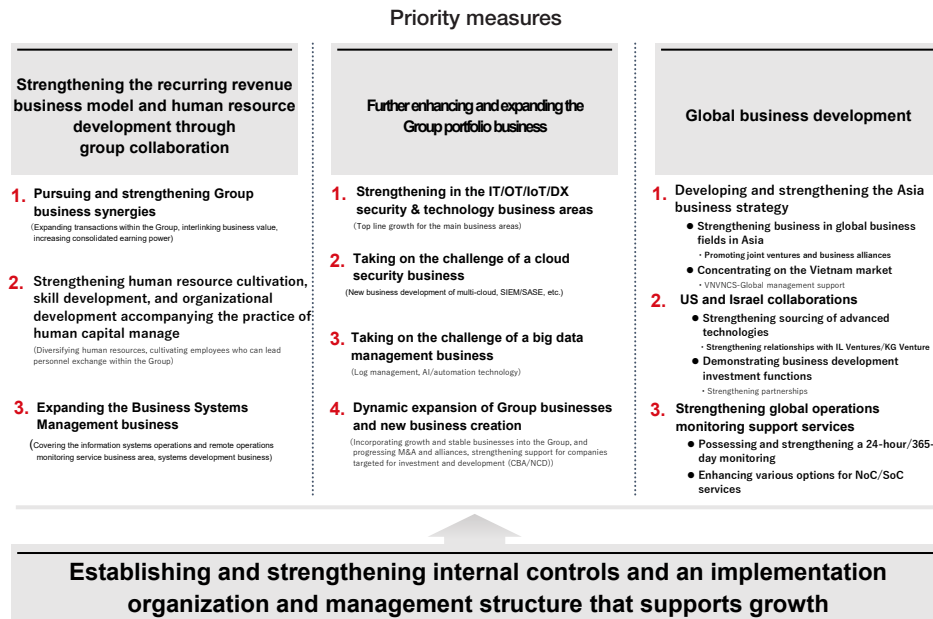 Priority measures
Strengthening the recurring revenue
business model and human resource
development through
group collaboration
1. Pursuing and strengthening Group
business synergies
(Expanding transactions within the Group, interlinking business value,
increasing consolidated earning power)
2. Strengthening human resource cultivation,
skill development, and organizational
development accompanying the practice of
human capital manage
(Diversifying human resources, cultivating employees who can lead
personnel exchange within the Group)
3. Expanding the Business Systems
Management business
(Covering the information systems operations and remote operations
monitoring service business area, systems development business)
Further enhancing and expanding the
Group portfolio business
1. Strengthening in the IT/OT/IoT/DX
security & technology business areas
(Top line growth for the main business areas)
2. Taking on the challenge of a cloud
security business
(New business development of multi-cloud, SIEM/SASE, etc.)
3. Taking on the challenge of a big data
management business
(Log management, AI/automation technology)
4. Dynamic expansion of Group businesses
and new business creation
(Incorporating growth and stable businesses into the Group, and
progressing M&A and alliances, strengthening support for companies
targeted for investment and development (CBA/NCD))
Global business development
1. Developing and strengthening the Asia
business strategy
● Strengthening business in global business
fields in Asia
・Promoting joint ventures and business alliances
● Concentrating on the Vietnam market
・VNVNCS-Global management support
2. US and Israel collaborations
● Strengthening sourcing of advanced
technologies
・Strengthening relationships with IL Ventures/KG Venture
● Demonstrating business development
investment functions
・Strengthening partnerships
3. Strengthening global operations
monitoring support services
● Possessing and strengthening a 24-hour/365-
day monitoring
● Enhancing various options for NoC/SoC
services
Establishing and strengthening internal controls and an implementation
organization and management structure that supports growth